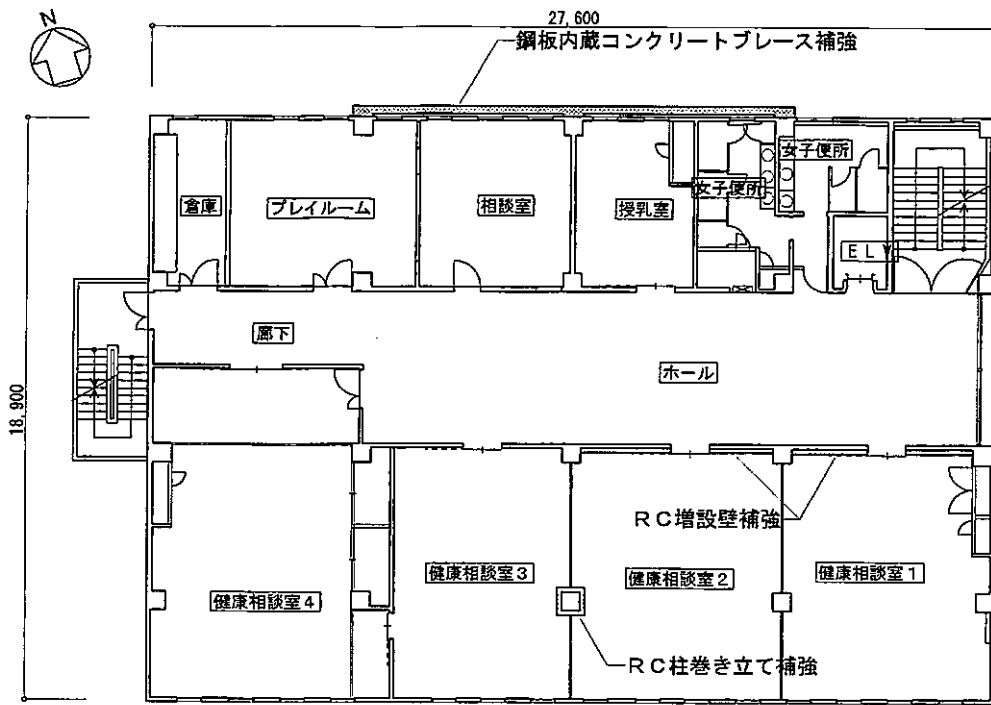 N
27,600
鋼板内蔵コンクリートブレース補強
女子便所
倉庫
プレイルーム
相談室
授乳室
女子便所
ELV
廊下
ホール
18,900
RC増設壁補強
健康相談室4
健康相談室3
健康相談室2
健康相談室1
RC柱巻き立て補強